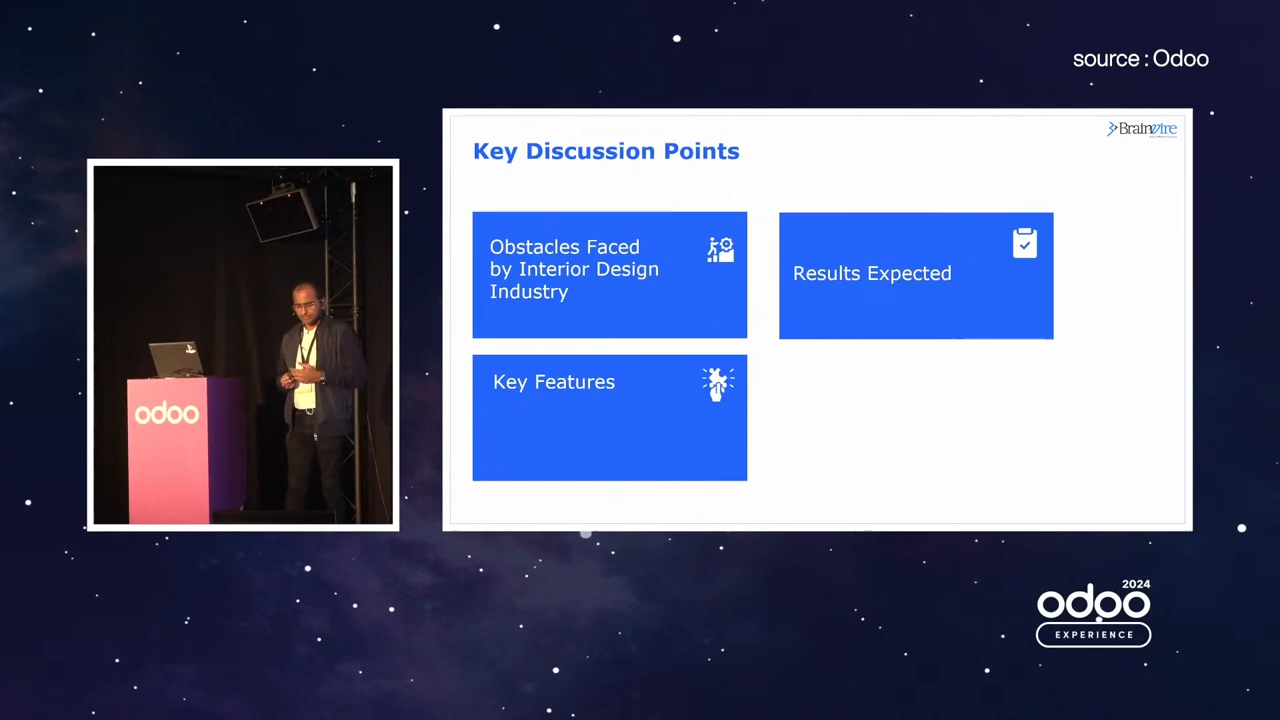 source : Odoo
Brainvire
Key Discussion Points
Obstacles Faced
by Interior Design
Industry
Results Expected
Key Features
odoo
2024
odoo
EXPERIENCE